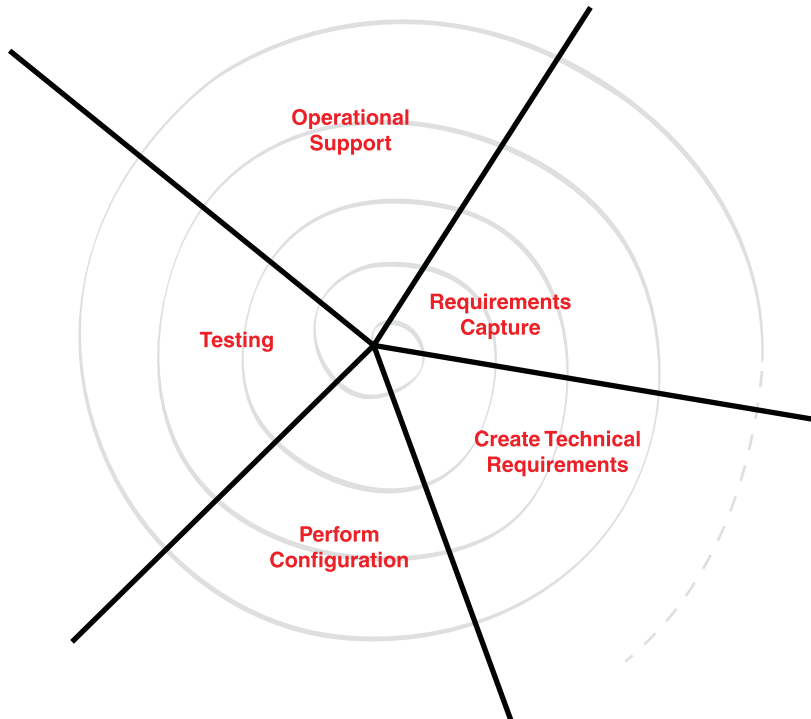 Operational
Support
Requirements
Capture
Testing
Create Technical
Requirements
Perform
Configuration